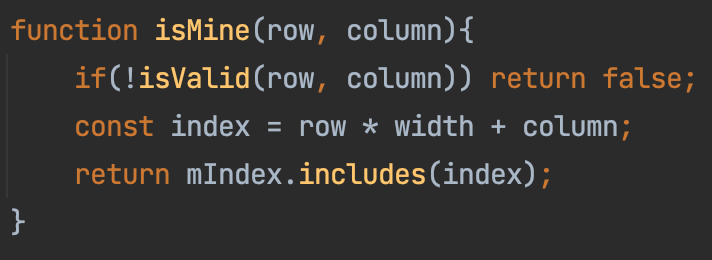 function isMine(row, column){
if(!isValid(row, column)) return false;
const index = row * width + column;
return mIndex.includes(index);
}